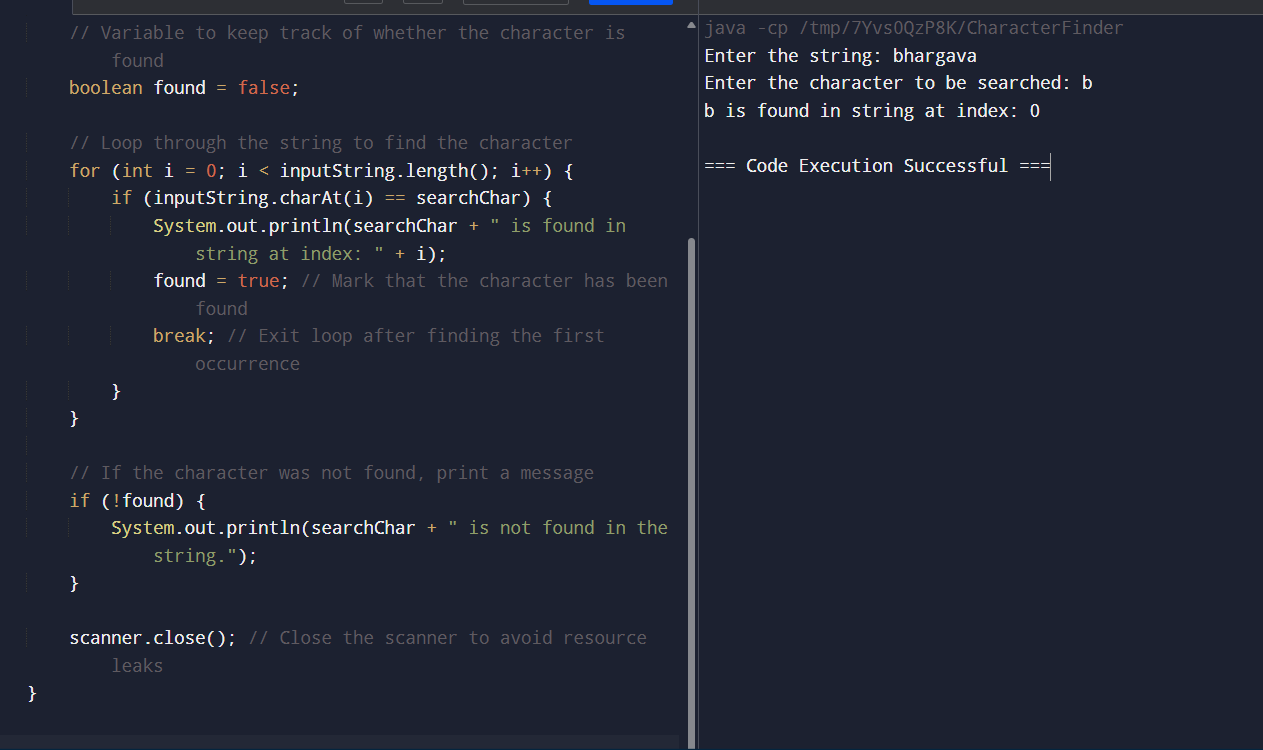 // Variable to keep track of whether the character is
found
boolean found = false;
// Loop through the string to find the character
for (int i = 0; i < inputString.length(); i++) {
if (inputString.charAt(i) == searchChar) {
System.out.println(searchChar + " is found in
string at index: " + i);
found = true; // Mark that the character has been
found
break; // Exit loop after finding the first
occurrence
}
}
// If the character was not found, print a message
if (!found) {
System.out.println(searchChar + " is not found in the
string.");
}
scanner.close(); // Close the scanner to avoid resource
leaks
}
java -cp /tmp/7Yvs0QzP8K/CharacterFinder
Enter the string: bhargava
Enter the character to be searched: b
b is found in string at index: 0
=== Code Execution Successful ===